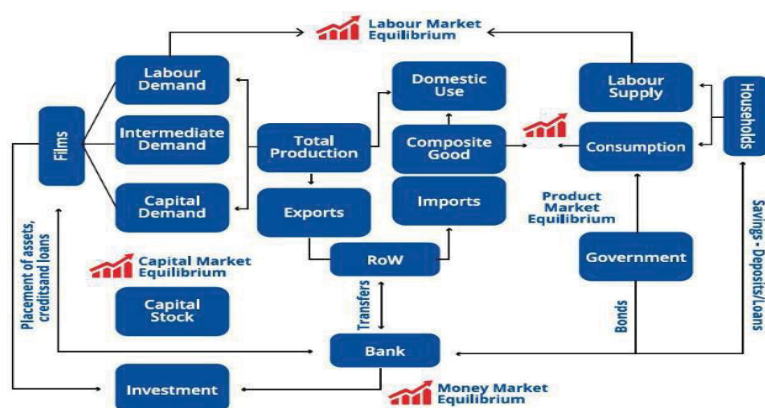 Labour Market
Equilibrium
Labour
Demand
Domestic
Use
Labour
Supply
Households
Films
Intermediate
Demand
Total
Production
Composite
Good
Consumption
Capital
Demand
Exports
Imports
Product
Market
Equilibrium
Placement of assets,
creditsand loans
Capital Market
Equilibrium
RoW
Government
Savings - Deposits/Loans
Capital
Stock
Transfers
Bonds
Bank
Investment
Money Market
Equilibrium